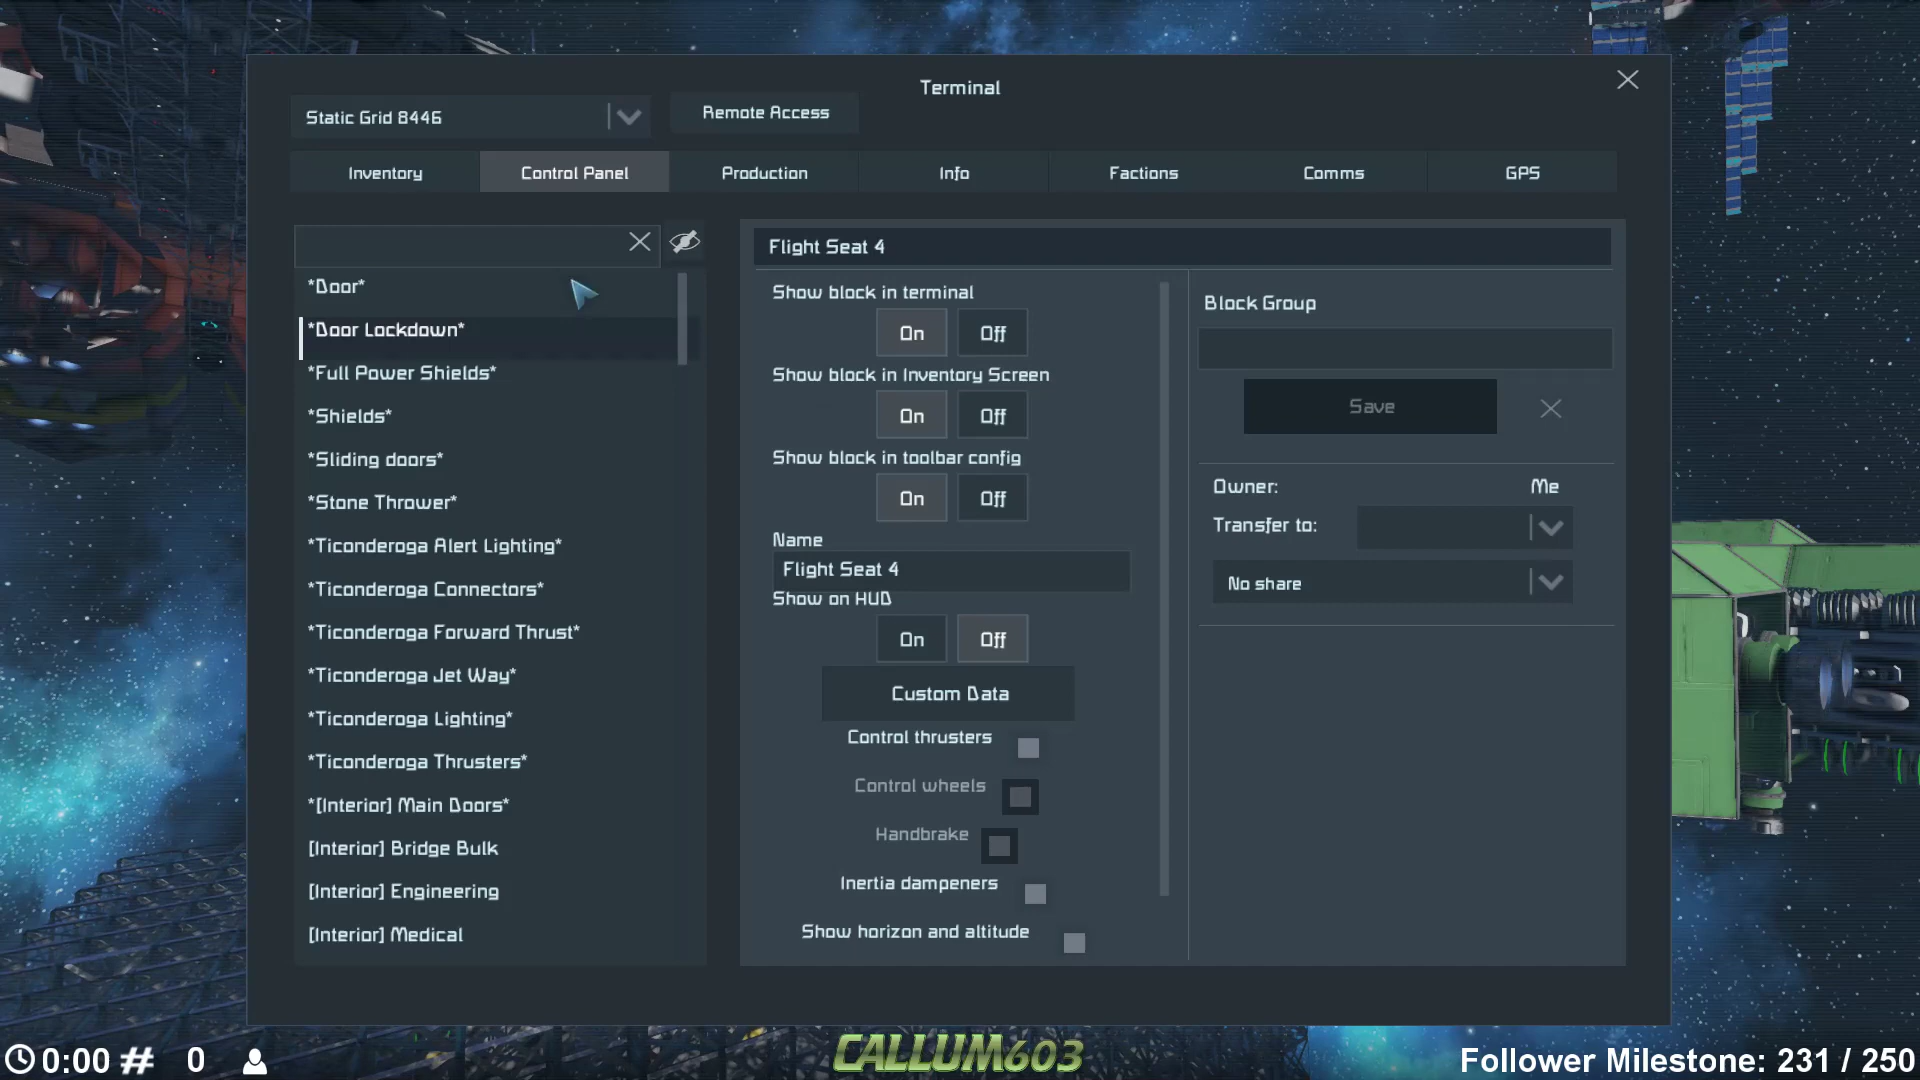 Terminal
Static Grid 8446
Remote Access
Inventory
Control Panel
Production
Info
Factions
Comms
GPS
*Door*
*Door Lockdown*
*Full Power Shields*
*Shields*
*Sliding doors*
*Stone Thrower*
*Ticonderoga Alert Lighting*
*Ticonderoga Connectors*
*Ticonderoga Forward Thrust*
*Ticonderoga Jet Way*
*Ticonderoga Lighting*
*Ticonderoga Thrusters*
*[Interior] Main Doors*
[Interior] Bridge Bulk
[Interior] Engineering
[Interior] Medical
Flight Seat 4
Show block in terminal
On Off
Show block in Inventory Screen
On Off
Show block in toolbar config
On Off
Name
Flight Seat 4
Show on HUD
On Off
Custom Data
Control thrusters
Control wheels
Handbrake
Inertia dampeners
Show horizon and altitude
Block Group
Save
Owner: Me
Transfer to:
No share
0:00 # 0
CALLUM603
Follower Milestone: 231 / 250